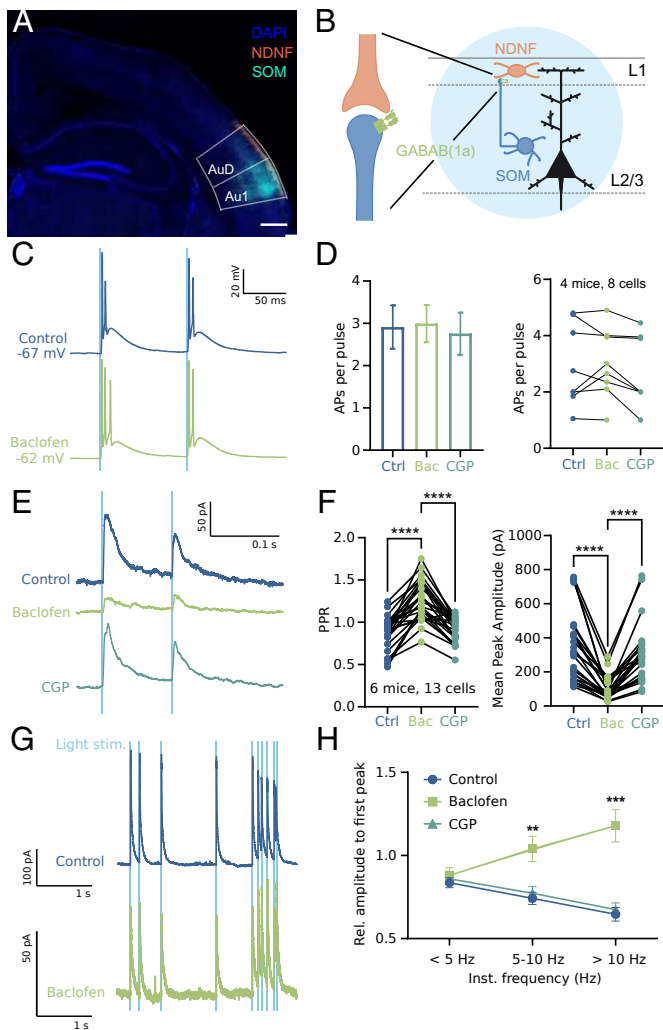 A
DAPI
NDNF
SOM
AuD
Au1
B
NDNF
L1
GABAB(1a)
SOM
L2/3
C
20 mV
50 ms
Control
-67 mV
Baclofen
-62 mV
D
4 mice, 8 cells
APs per pulse
4
3
2
1
0
Ctrl
Bac
CGP
APs per pulse
6
4
2
0
Ctrl
Bac
CGP
E
50 pA
0.1 s
Control
Baclofen
CGP
F
****
****
PPR
2.0
1.5
1.0
0.5
0.0
6 mice, 13 cells
Ctrl
Bac
CGP
****
****
Mean Peak Amplitude (pA)
1000
800
600
400
200
0
Ctrl
Bac
CGP
G
Light stim.
Control
100 pA
1 s
50 pA
Baclofen
1 s
H
Control
Baclofen
CGP
**
***
Rel. amplitude to first peak
1.5
1.0
0.5
< 5 Hz
5-10 Hz
> 10 Hz
Inst. frequency (Hz)